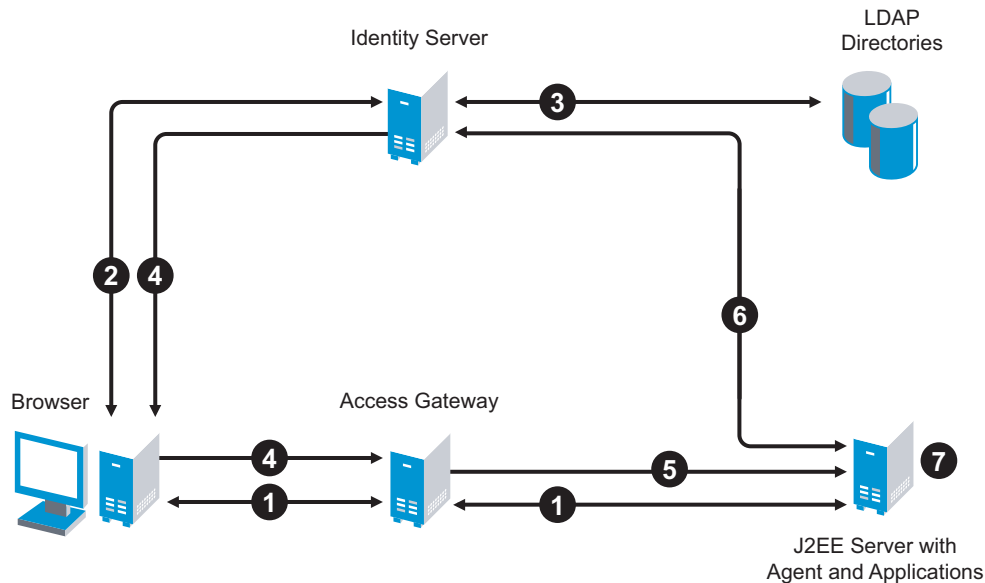 LDAP
Directories
Identity Server
3
2
4
6
Browser
Access Gateway
4
5
7
1
1
J2EE Server with
Agent and Applications